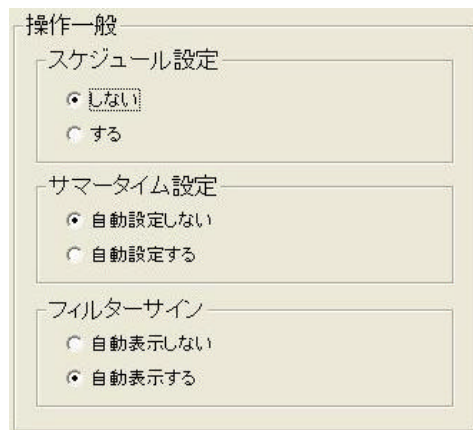 操作一般
スケジュール設定
しない
する
サマータイム設定
自動設定しない
自動設定する
フィルターサイン
自動表示しない
自動表示する